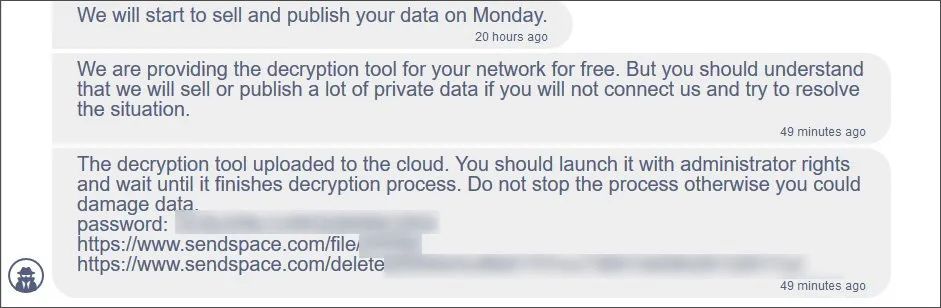 We will start to sell and publish your data on Monday.
20 hours ago
We are providing the decryption tool for your network for free. But you should understand
that we will sell or publish a lot of private data if you will not connect us and try to resolve
the situation.
49 minutes ago
The decryption tool uploaded to the cloud. You should launch it with administrator rights
and wait until it finishes decryption process. Do not stop the process otherwise you could
damage data.
password:
https://www.sendspace.com/file/
https://www.sendspace.com/delete
49 minutes ago